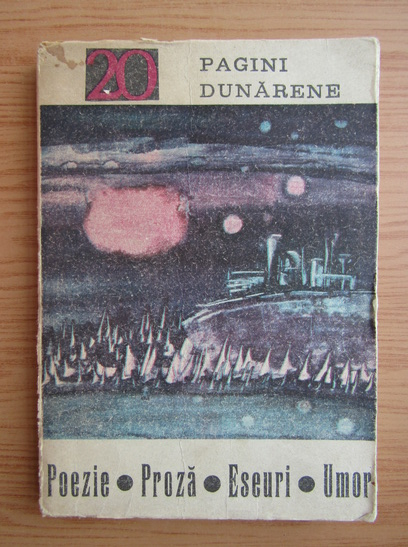 20
PAGINI
DUNĂRENE
Poezie • Proză • Eseuri • Umor